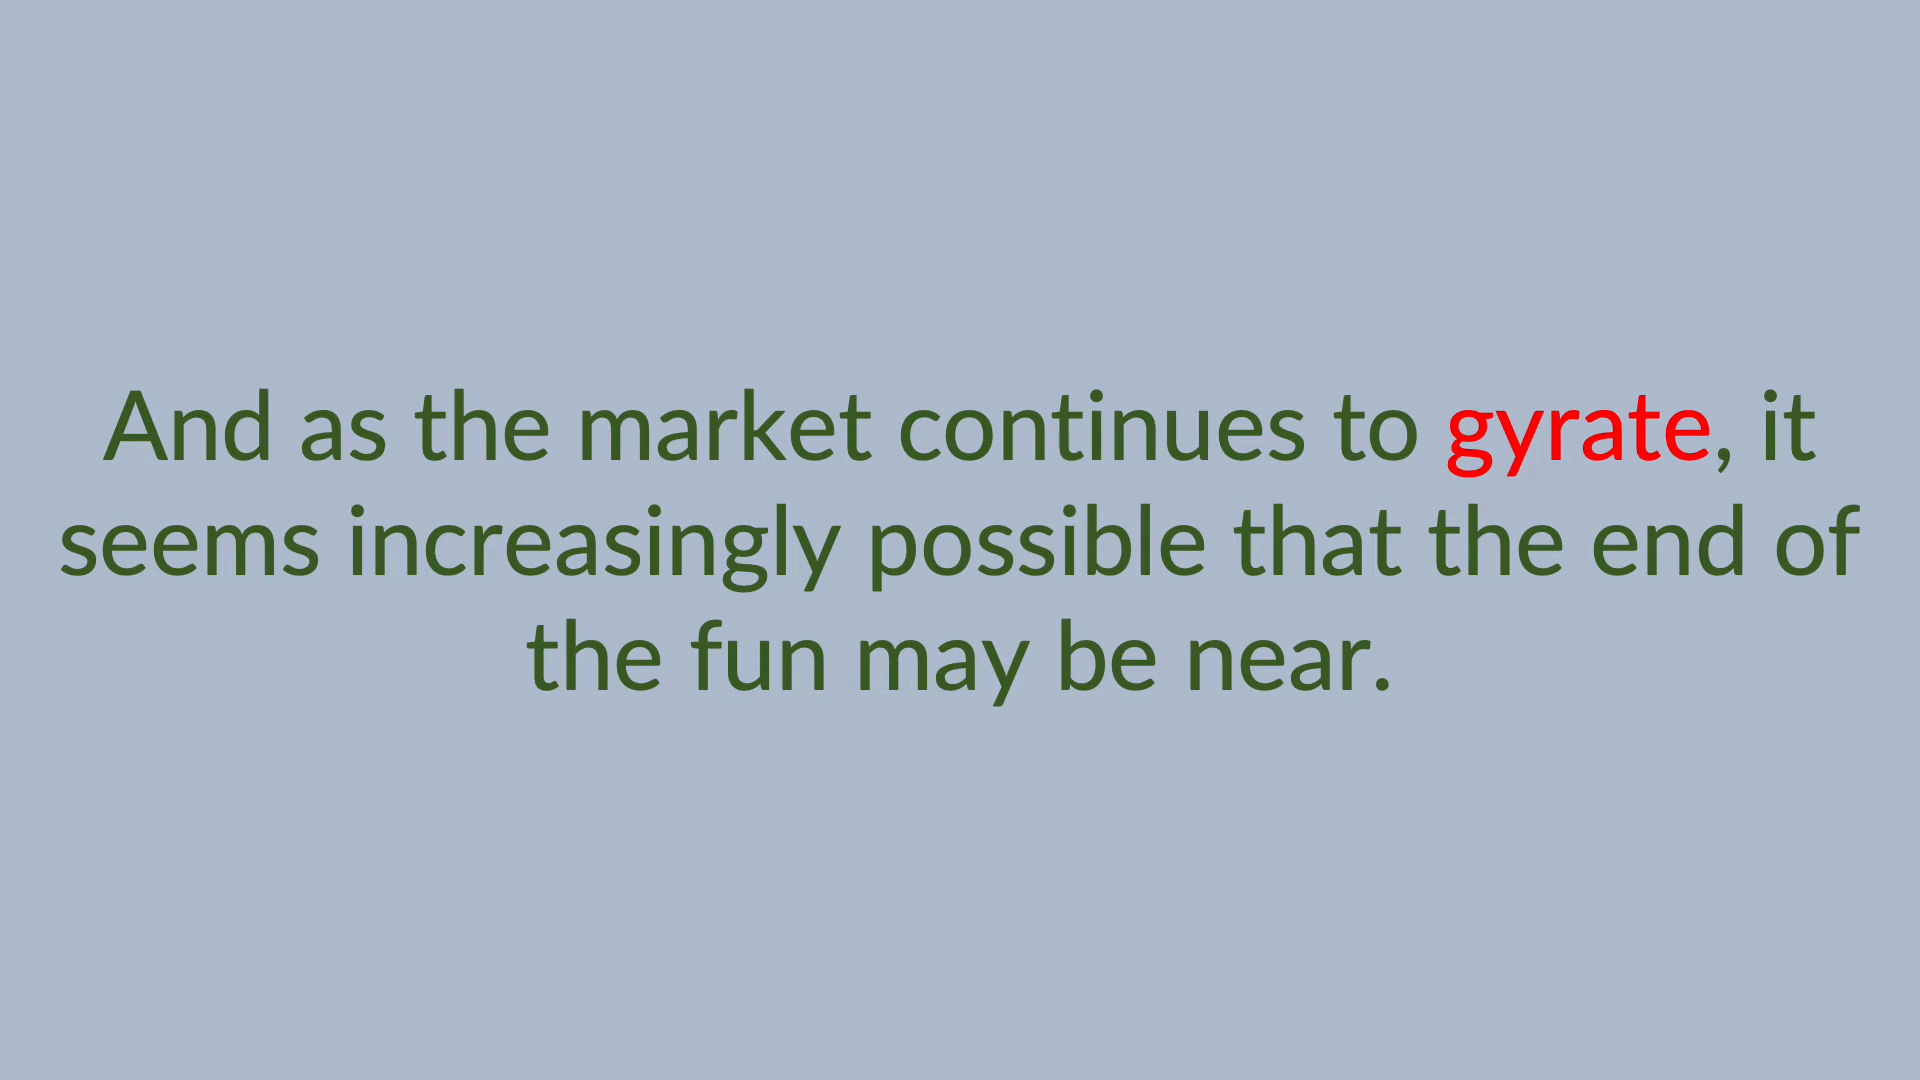 And as the market continues to gyrate, it
seems increasingly possible that the end of
the fun may be near.